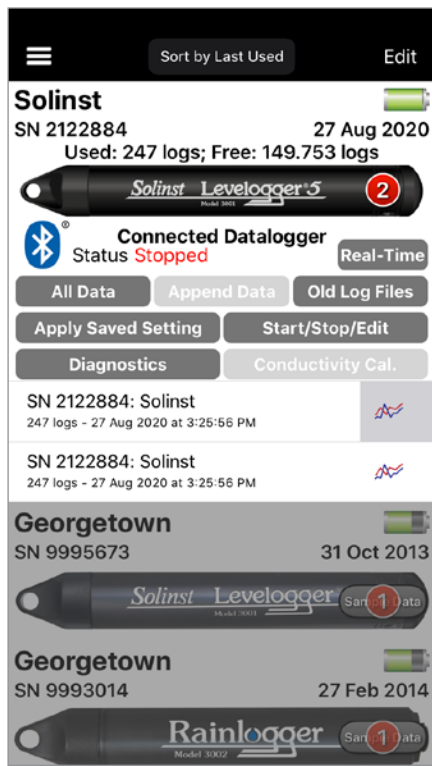 Sort by Last Used Edit
Solinst
SN 2122884 27 Aug 2020
Used: 247 logs; Free: 149.753 logs
Solinst Levelogger®5 2
Model 3001
®
Connected Datalogger
Status Stopped Real-Time
All Data Append Data Old Log Files
Apply Saved Setting Start/Stop/Edit
Diagnostics Conductivity Cal.
SN 2122884: Solinst
247 logs - 27 Aug 2020 at 3:25:56 PM
SN 2122884: Solinst
247 logs - 27 Aug 2020 at 3:25:56 PM
Georgetown
SN 9995673 31 Oct 2013
Solinst Levelogger Sample Data 1
Model 3001
Georgetown
SN 9993014 27 Feb 2014
Rainlogger Sample Data 1
Model 3002